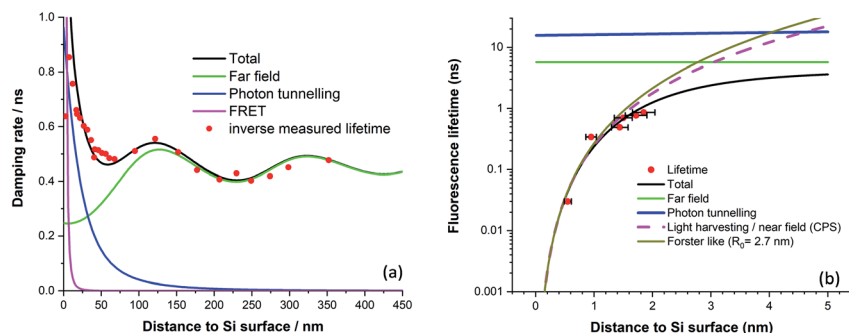 1.0
0.8
0.6
0.4
0.2
0.0
Damping rate / ns
Total
Far field
Photon tunnelling
FRET
inverse measured lifetime
(a)
0 50 100 150 200 250 300 350 400 450
Distance to Si surface / nm
Fluorescence lifetime (ns)
10
1
0.1
0.01
0.001
Lifetime
Total
Far field
Photon tunnelling
Light harvesting / near field (CPS)
Forster like (R0= 2.7 nm)
(b)
0 1 2 3 4 5
Distance to Si surface (nm